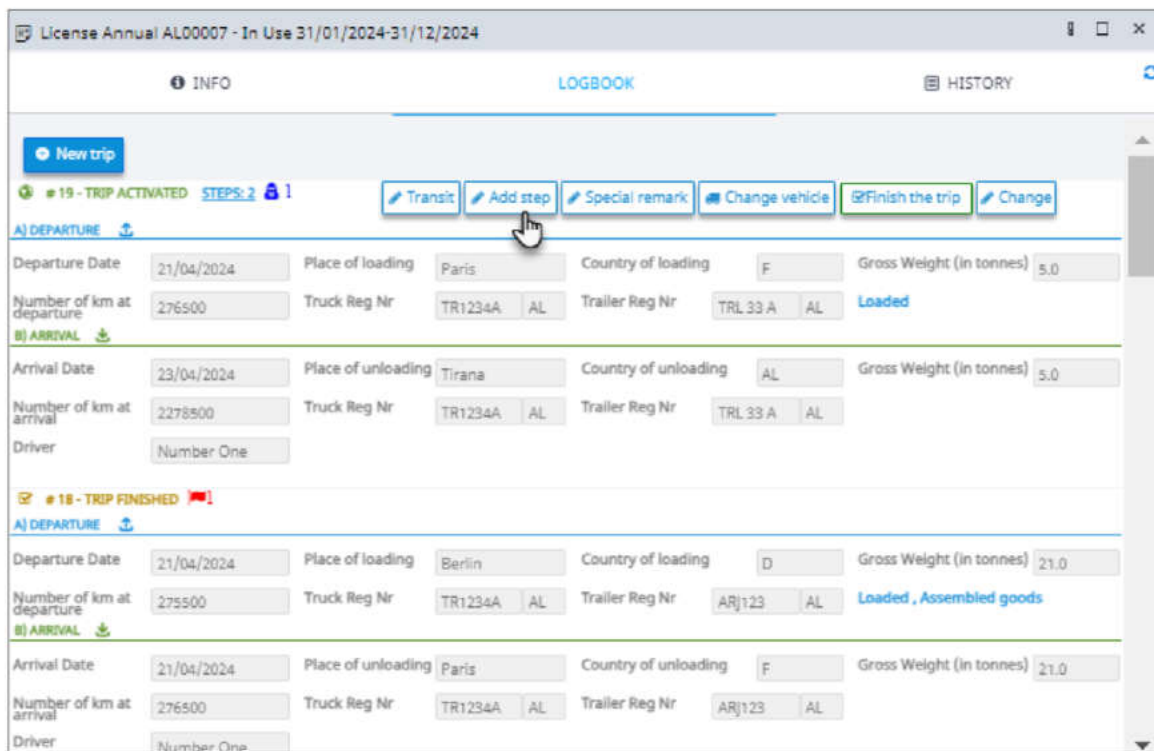 License Annual AL00007 - In Use 31/01/2024-31/12/2024
INFO LOGBOOK HISTORY
New trip
# 19 - TRIP ACTIVATED STEPS: 2 1 Transit Add step Special remark Change vehicle Finish the trip Change
A) DEPARTURE
Departure Date 21/04/2024 Place of loading Paris Country of loading F Gross Weight (in tonnes) 5.0
Number of km at departure 276500 Truck Reg Nr TR1234A AL Trailer Reg Nr TRL 33 A AL Loaded
B) ARRIVAL
Arrival Date 23/04/2024 Place of unloading Tirana Country of unloading AL Gross Weight (in tonnes) 5.0
Number of km at arrival 2278500 Truck Reg Nr TR1234A AL Trailer Reg Nr TRL 33 A AL
Driver Number One
# 18 - TRIP FINISHED 1
A) DEPARTURE
Departure Date 21/04/2024 Place of loading Berlin Country of loading D Gross Weight (in tonnes) 21.0
Number of km at departure 275500 Truck Reg Nr TR1234A AL Trailer Reg Nr ARJ123 AL Loaded , Assembled goods
B) ARRIVAL
Arrival Date 21/04/2024 Place of unloading Paris Country of unloading F Gross Weight (in tonnes) 21.0
Number of km at arrival 276500 Truck Reg Nr TR1234A AL Trailer Reg Nr ARJ123 AL
Driver Number One